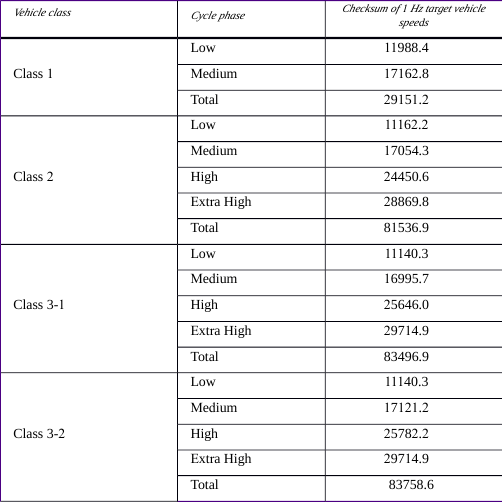 Vehicle class Cycle phase Checksum of 1 Hz target vehicle
speeds
Low 11988.4
Class 1 Medium 17162.8
Total 29151.2
Low 11162.2
Medium 17054.3
Class 2 High 24450.6
Extra High 28869.8
Total 81536.9
Low 11140.3
Medium 16995.7
Class 3-1 High 25646.0
Extra High 29714.9
Total 83496.9
Low 11140.3
Medium 17121.2
Class 3-2 High 25782.2
Extra High 29714.9
Total 83758.6